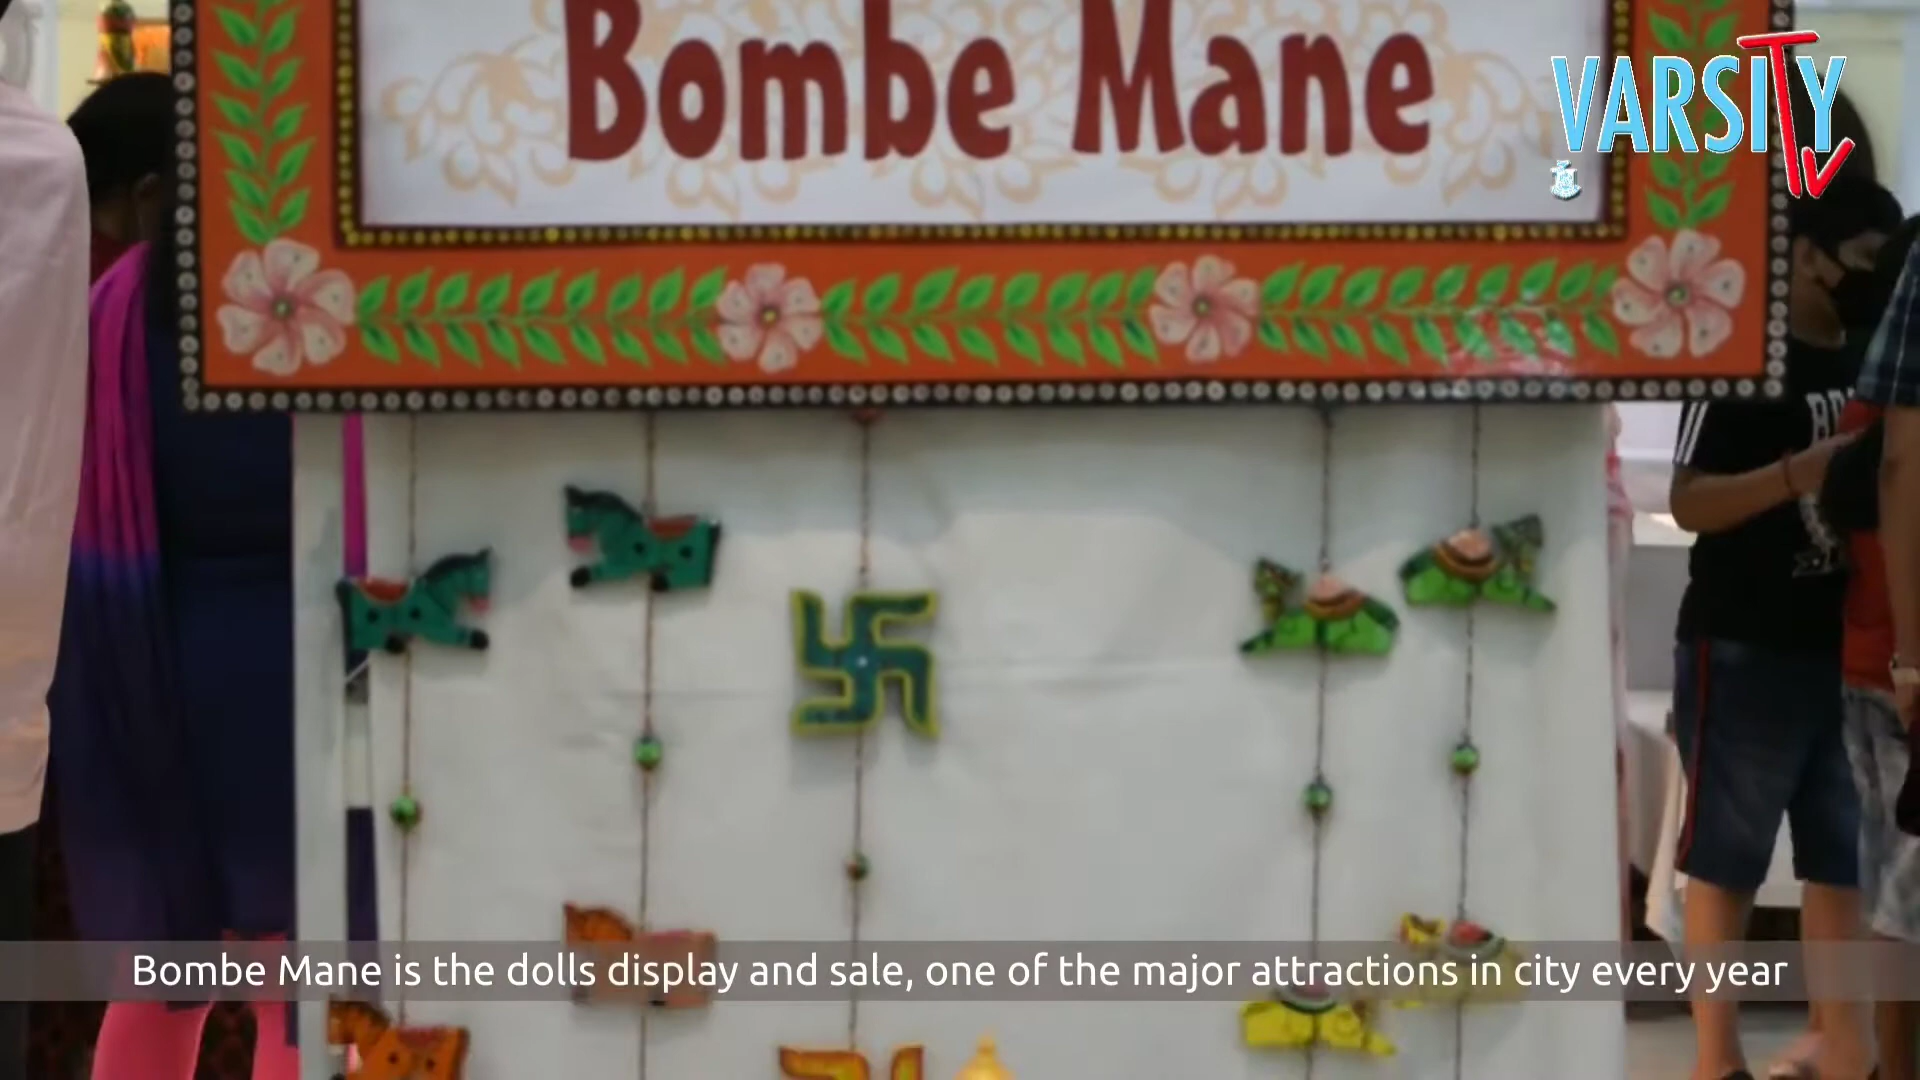 Bombe Mane
VARSITY
TV
Bombe Mane is the dolls display and sale, one of the major attractions in city every year